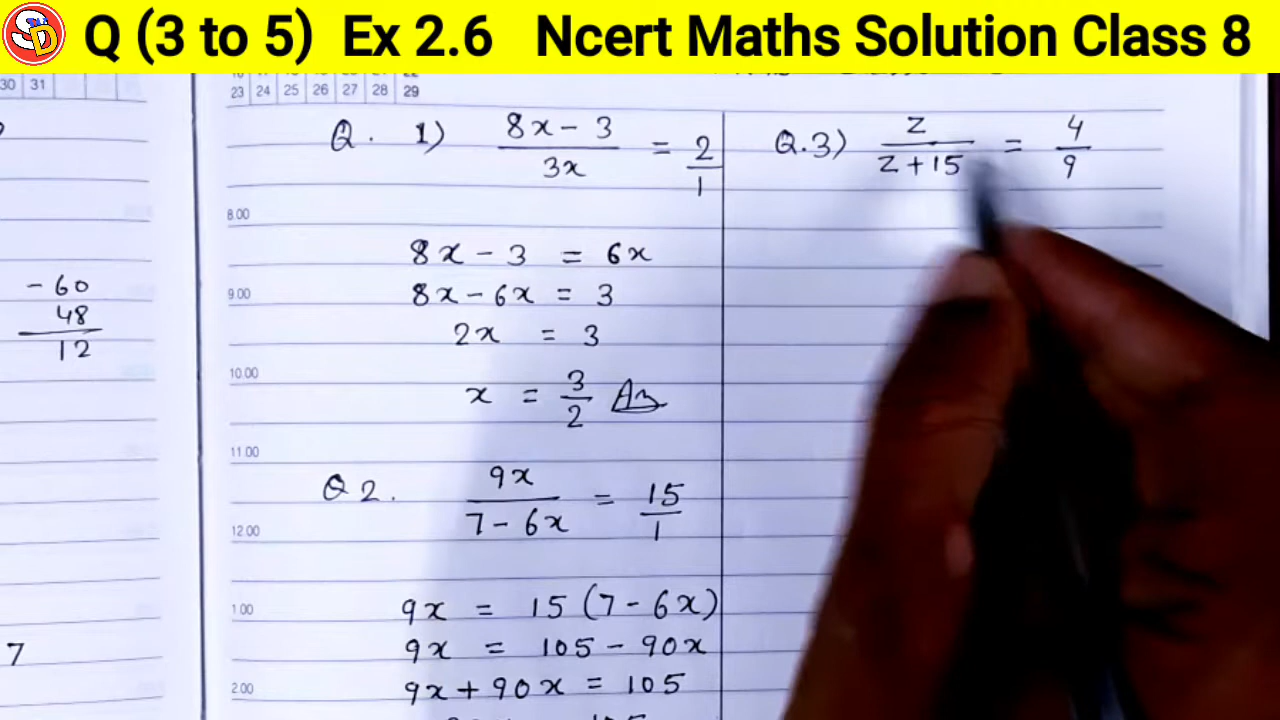 SD Q (3 to 5) Ex 2.6 Ncert Maths Solution Class 8
30 31
23 24 25 26 27 28 29
- 60
48
12
7
Q. 1) (8x - 3)/(3x) = 2/1
8.00
8x - 3 = 6x
9.00 8x - 6x = 3
2x = 3
10.00
x = 3/2 Ans
11.00
Q 2. (9x)/(7 - 6x) = 15/1
12.00
1.00 9x = 15 (7 - 6x)
9x = 105 - 90x
2.00 9x + 90x = 105
Q.3) z/(z + 15) = 4/9